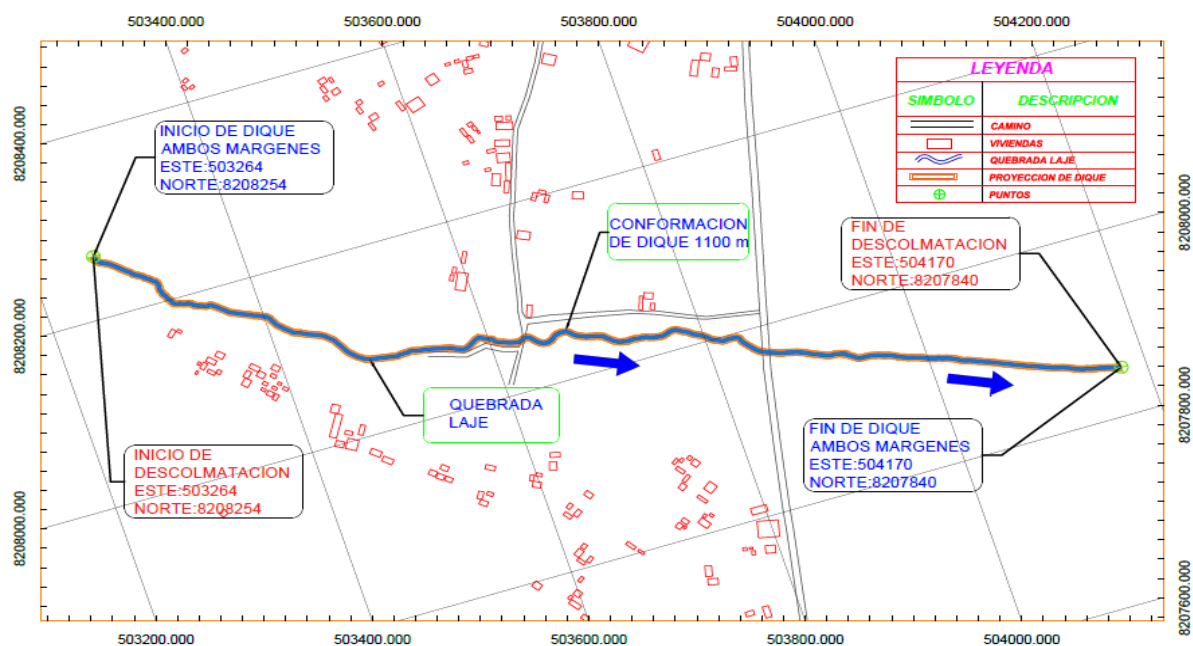 503400.000
503600.000
503800.000
504000.000
504200.000
LEYENDA
SIMBOLO
DESCRIPCION
CAMINO
VIVIENDAS
QUEBRADA LAJE
PROYECCION DE DIQUE
PUNTOS
8208400.000
8208200.000
8208000.000
INICIO DE DIQUE
AMBOS MARGENES
ESTE:503264
NORTE:8208254
CONFORMACION
DE DIQUE 1100 m
FIN DE
DESCOLMATACION
ESTE:504170
NORTE:8207840
8208000.000
8207800.000
8207600.000
QUEBRADA
LAJE
INICIO DE
DESCOLMATACION
ESTE:503264
NORTE:8208254
FIN DE DIQUE
AMBOS MARGENES
ESTE:504170
NORTE:8207840
503200.000
503400.000
503600.000
503800.000
504000.000